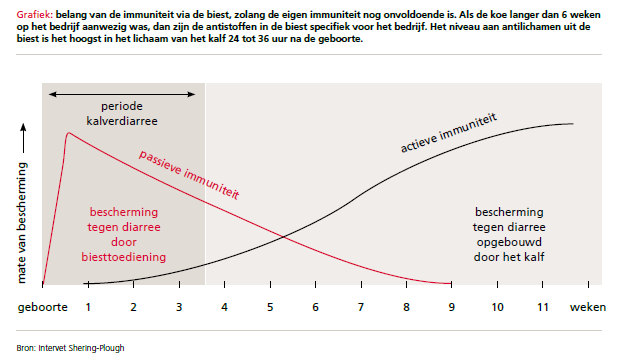 Grafiek: belang van de immuniteit via de biest, zolang de eigen immuniteit nog onvoldoende is. Als de koe langer dan 6 weken
op het bedrijf aanwezig was, dan zijn de antistoffen in de biest specifiek voor het bedrijf. Het niveau aan antilichamen uit de
biest is het hoogst in het lichaam van het kalf 24 tot 36 uur na de geboorte.
periode
kalverdiarree
actieve immuniteit
passieve immuniteit
mate van bescherming
bescherming
tegen diarree
door
biesttoediening
bescherming
tegen diarree
opgebouwd
door het kalf
geboorte 1 2 3 4 5 6 7 8 9 10 11 weken
Bron: Intervet Shering-Plough